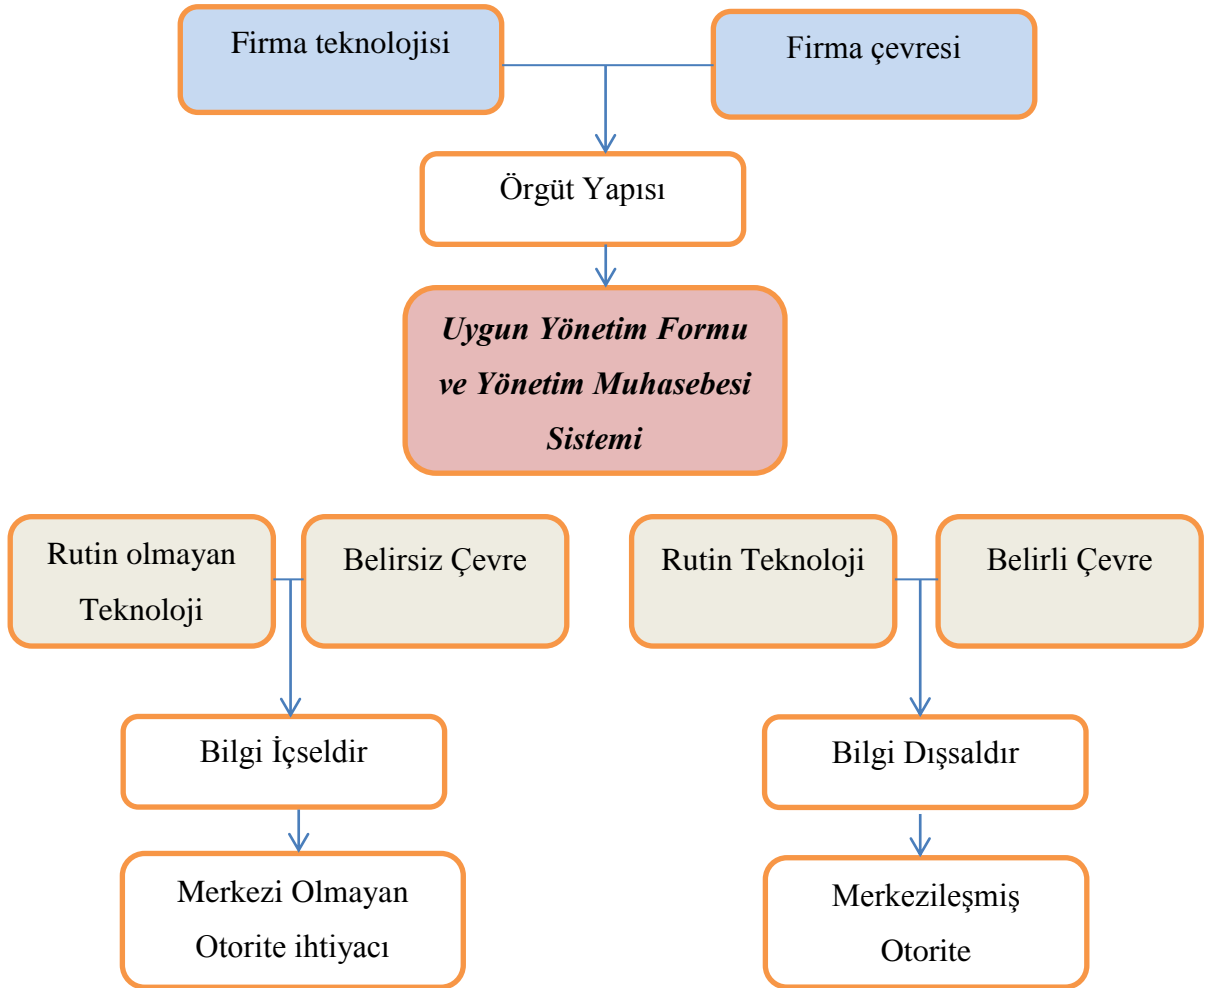 Firma teknolojisi
Firma çevresi
Örgüt Yapısı
Uygun Yönetim Formu
ve Yönetim Muhasebesi
Sistemi
Rutin olmayan
Teknoloji
Belirsiz Çevre
Rutin Teknoloji
Belirli Çevre
Bilgi İçseldir
Bilgi Dışsaldır
Merkezi Olmayan
Otorite ihtiyacı
Merkezileşmiş
Otorite